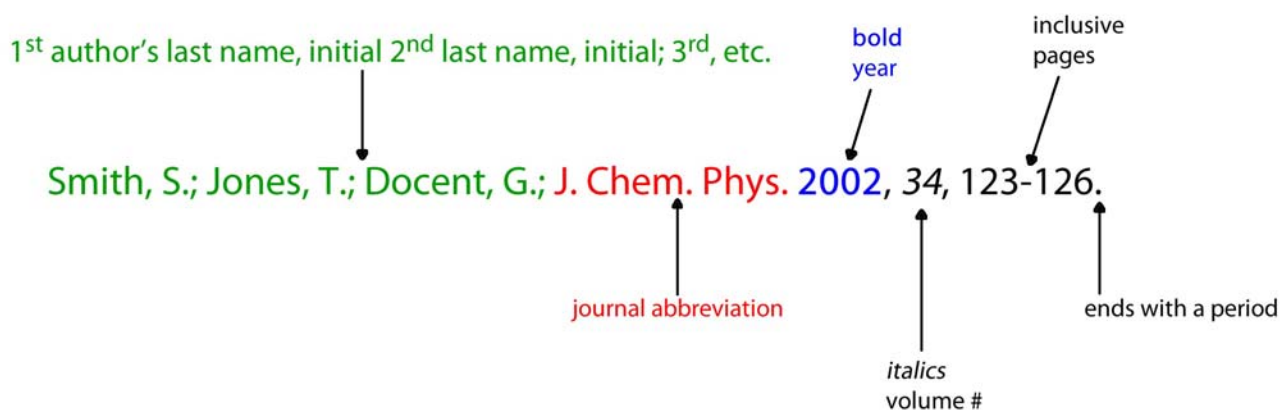 1st author's last name, initial 2nd last name, initial; 3rd, etc.
bold
year
inclusive
pages
Smith, S.; Jones, T.; Docent, G.; J. Chem. Phys. 2002, 34, 123-126.
journal abbreviation
ends with a period
italics
volume #